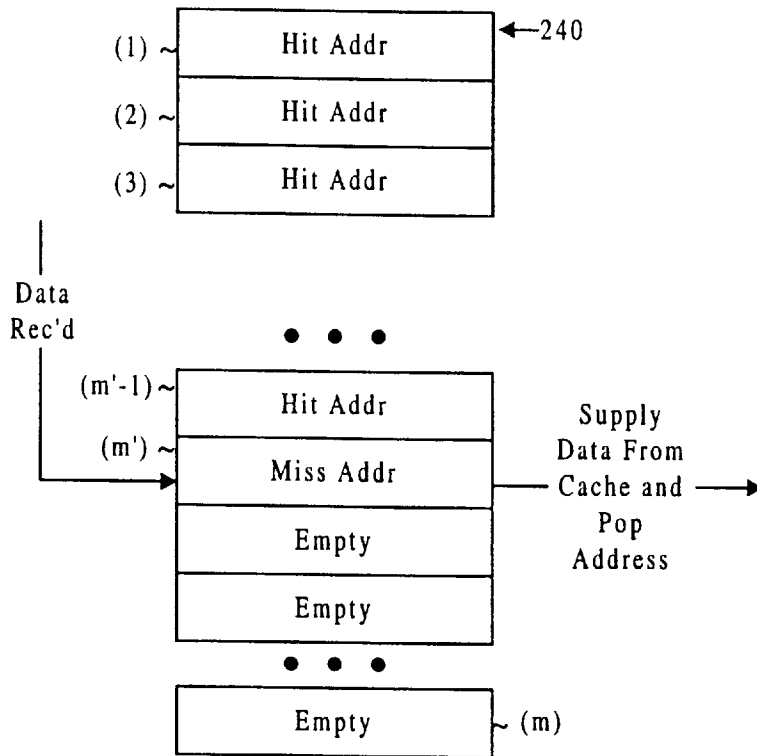 (1) ~ Hit Addr 240
(2) ~ Hit Addr
(3) ~ Hit Addr
Data
Rec'd
(m'-1) ~
Hit Addr
(m') ~
Miss Addr
Supply
Data From
Cache and
Pop
Address
Empty
Empty
Empty ~ (m)